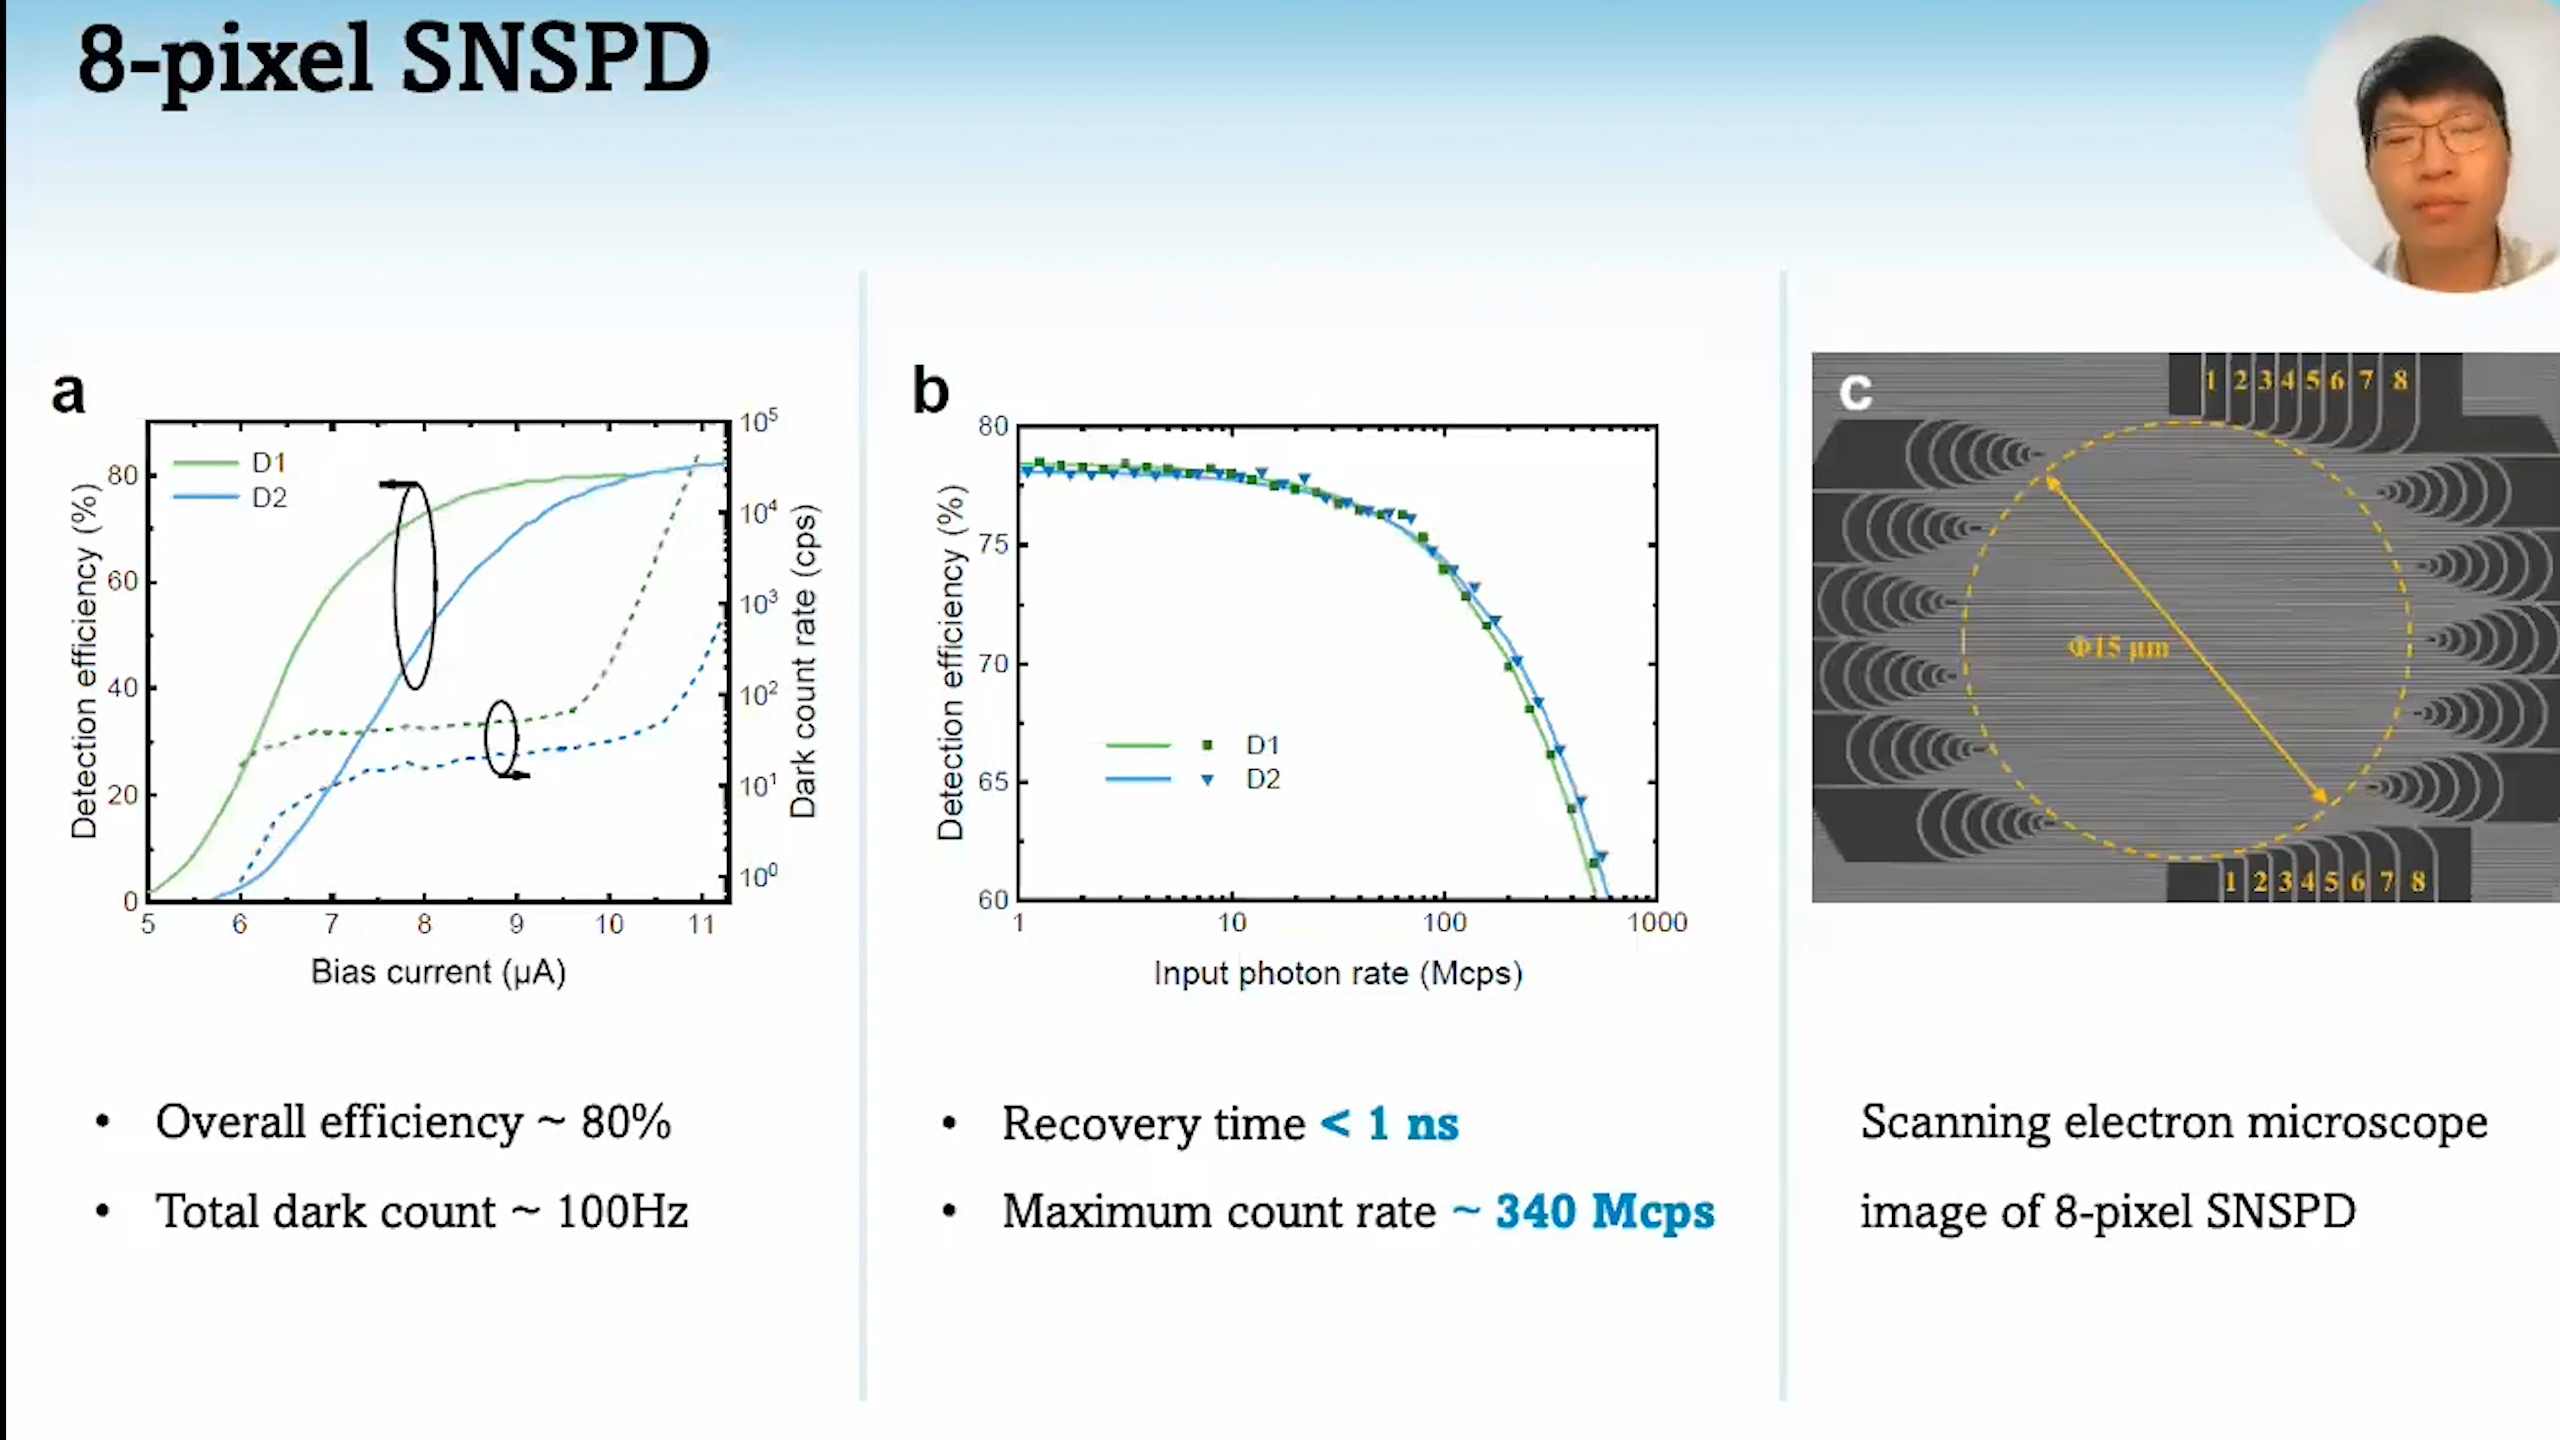 8-pixel SNSPD
a
D1
D2
Detection efficiency (%)
80
60
40
20
0
10⁵
10⁴
10³
10²
10¹
10⁰
Dark count rate (cps)
5 6 7 8 9 10 11
Bias current (μA)
• Overall efficiency ~ 80%
• Total dark count ~ 100Hz
b
Detection efficiency (%)
80
75
70
65
60
D1
D2
1 10 100 1000
Input photon rate (Mcps)
• Recovery time < 1 ns
• Maximum count rate ~ 340 Mcps
c
1 2 3 4 5 6 7 8
Φ15 μm
1 2 3 4 5 6 7 8
Scanning electron microscope
image of 8-pixel SNSPD